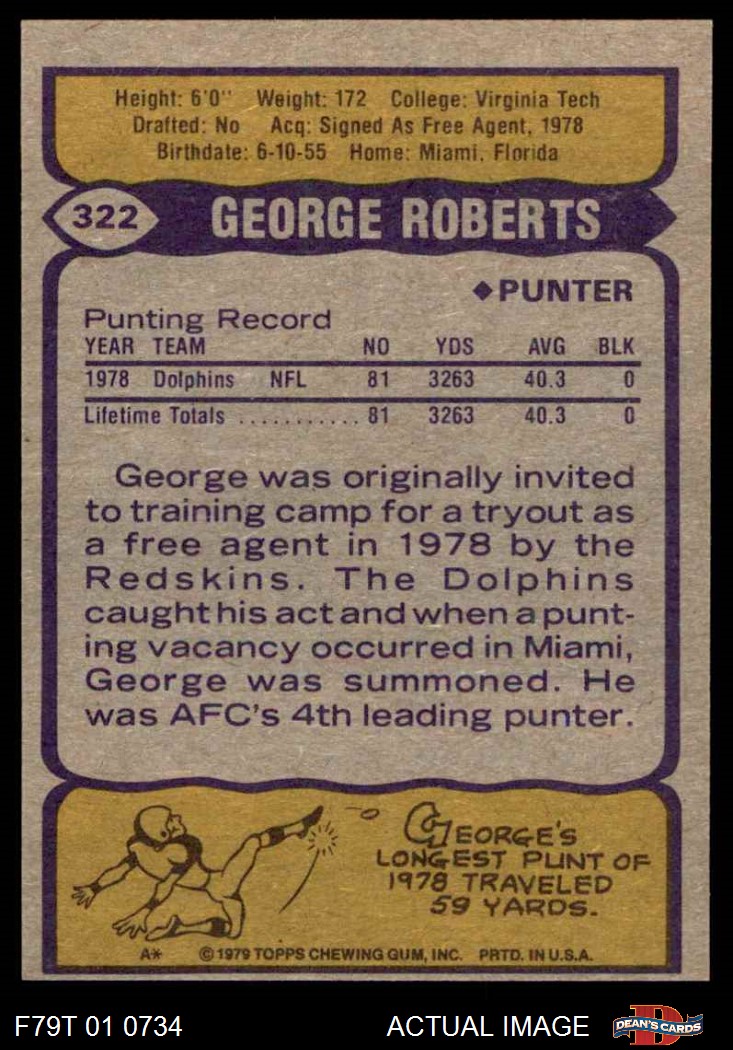 Height: 6'0" Weight: 172 College: Virginia Tech
Drafted: No Acq: Signed As Free Agent, 1978
Birthdate: 6-10-55 Home: Miami, Florida
322 GEORGE ROBERTS
◆PUNTER
Punting Record
YEAR TEAM NO YDS AVG BLK
1978 Dolphins NFL 81 3263 40.3 0
Lifetime Totals ........... 81 3263 40.3 0
George was originally invited
to training camp for a tryout as
a free agent in 1978 by the
Redskins. The Dolphins
caught his act and when a punt-
ing vacancy occurred in Miami,
George was summoned. He
was AFC's 4th leading punter.
GEORGE'S
LONGEST PUNT OF
1978 TRAVELED
59 YARDS.
A* ©1979 TOPPS CHEWING GUM, INC. PRTD. IN U.S.A.
F79T 01 0734 ACTUAL IMAGE D DEAN'S CARDS